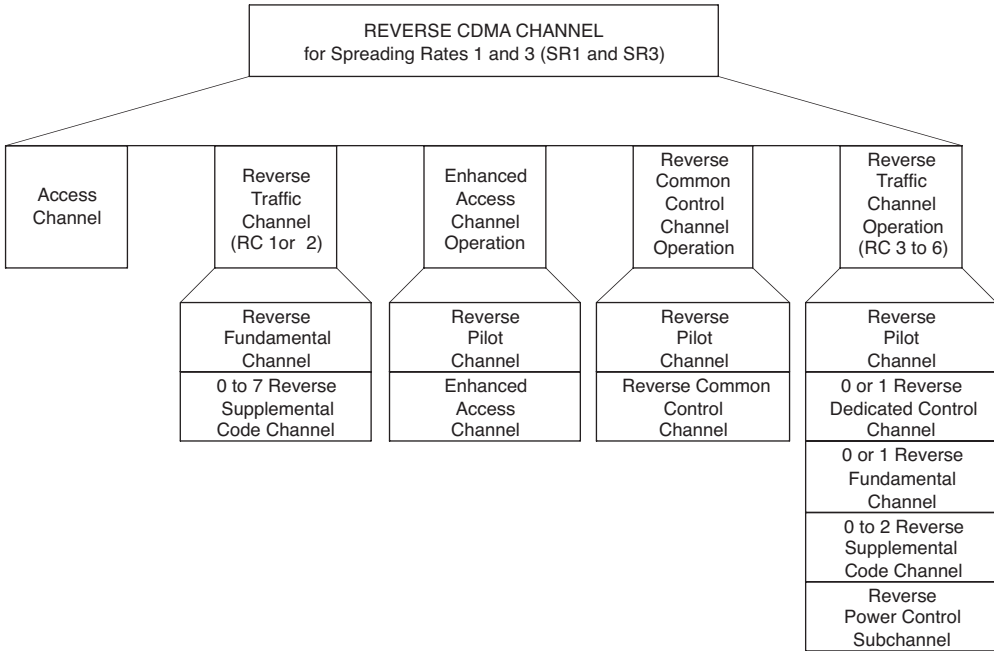 REVERSE CDMA CHANNEL
for Spreading Rates 1 and 3 (SR1 and SR3)
Access
Channel
Reverse
Traffic
Channel
(RC 1or 2)
Enhanced
Access
Channel
Operation
Reverse
Common
Control
Channel
Operation
Reverse
Traffic
Channel
Operation
(RC 3 to 6)
Reverse
Fundamental
Channel
0 to 7 Reverse
Supplemental
Code Channel
Reverse
Pilot
Channel
Enhanced
Access
Channel
Reverse
Pilot
Channel
Reverse Common
Control
Channel
Reverse
Pilot
Channel
0 or 1 Reverse
Dedicated Control
Channel
0 or 1 Reverse
Fundamental
Channel
0 to 2 Reverse
Supplemental
Code Channel
Reverse
Power Control
Subchannel